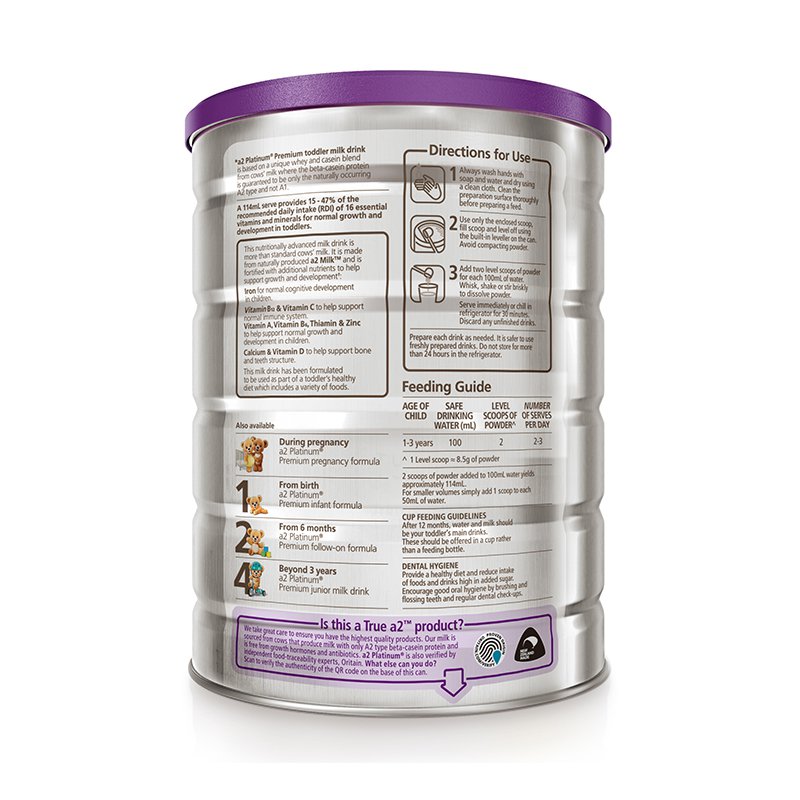 "a2 Platinum® Premium toddler milk drink
is based on a unique whey and casein blend
from cows' milk where the beta-casein protein
is guaranteed to be only the naturally occurring
A2 type and not A1.
A 114mL serve provides 15 - 47% of the
recommended daily intake (RDI) of 16 essential
vitamins and minerals for normal growth and
development in toddlers.
This nutritionally advanced milk drink is
more than standard cows' milk. It is made
from naturally produced a2 Milk™ and is
fortified with additional nutrients to help
support growth and development:
Iron for normal cognitive development
in children.
Vitamin B12 & Vitamin C to help support
normal immune system.
Vitamin A, Vitamin B6, Thiamin & Zinc
to help support normal growth and
development in children.
Calcium & Vitamin D to help support bone
and teeth structure.
This milk drink has been formulated
to be used as part of a toddler's healthy
diet which includes a variety of foods.
Also available
During pregnancy
a2 Platinum®
Premium pregnancy formula
1
From birth
a2 Platinum®
Premium infant formula
2
From 6 months
a2 Platinum®
Premium follow-on formula
4
Beyond 3 years
a2 Platinum®
Premium junior milk drink
Directions for Use
1 Always wash hands with
soap and water and dry using
a clean cloth. Clean the
preparation surface thoroughly
before preparing a feed.
2 Use only the enclosed scoop,
fill scoop and level off using
the built-in leveller on the can.
Avoid compacting powder.
3 Add two level scoops of powder
for each 100mL of water.
Whisk, shake or stir briskly
to dissolve powder.
Serve immediately or chill in
refrigerator for 30 minutes.
Discard any unfinished drinks.
Prepare each drink as needed. It is safer to use
freshly prepared drinks. Do not store for more
than 24 hours in the refrigerator.
Feeding Guide
AGE OF CHILD SAFE DRINKING WATER (mL) LEVEL SCOOPS OF POWDER^ NUMBER OF SERVES PER DAY
1-3 years 100 2 2-3
^ 1 Level scoop ≈ 8.5g of powder
2 scoops of powder added to 100mL water yields
approximately 114mL.
For smaller volumes simply add 1 scoop to each
50mL of water.
CUP FEEDING GUIDELINES
After 12 months, water and milk should
be your toddler's main drinks.
These should be offered in a cup rather
than a feeding bottle.
DENTAL HYGIENE
Provide a healthy diet and reduce intake
of foods and drinks high in added sugar.
Encourage good oral hygiene by brushing and
flossing teeth and regular dental check-ups.
Is this a True a2™ product?
We take great care to ensure you have the highest quality products. Our milk is
sourced from cows that produce milk with only A2 type beta-casein protein and
is free from growth hormones and antibiotics. a2 Platinum® is also verified by
independent food-traceability experts, Oritain. What else can you do?
Scan to verify the authenticity of the QR code on the base of this can.
NEW
ZEALAND
MADE